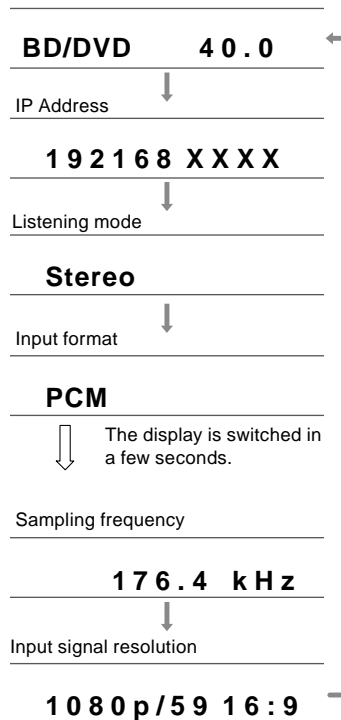 BD/DVD 40.0
IP Address
192168 XXXX
Listening mode
Stereo
Input format
PCM
The display is switched in
a few seconds.
Sampling frequency
176.4 kHz
Input signal resolution
1080p/59 16:9